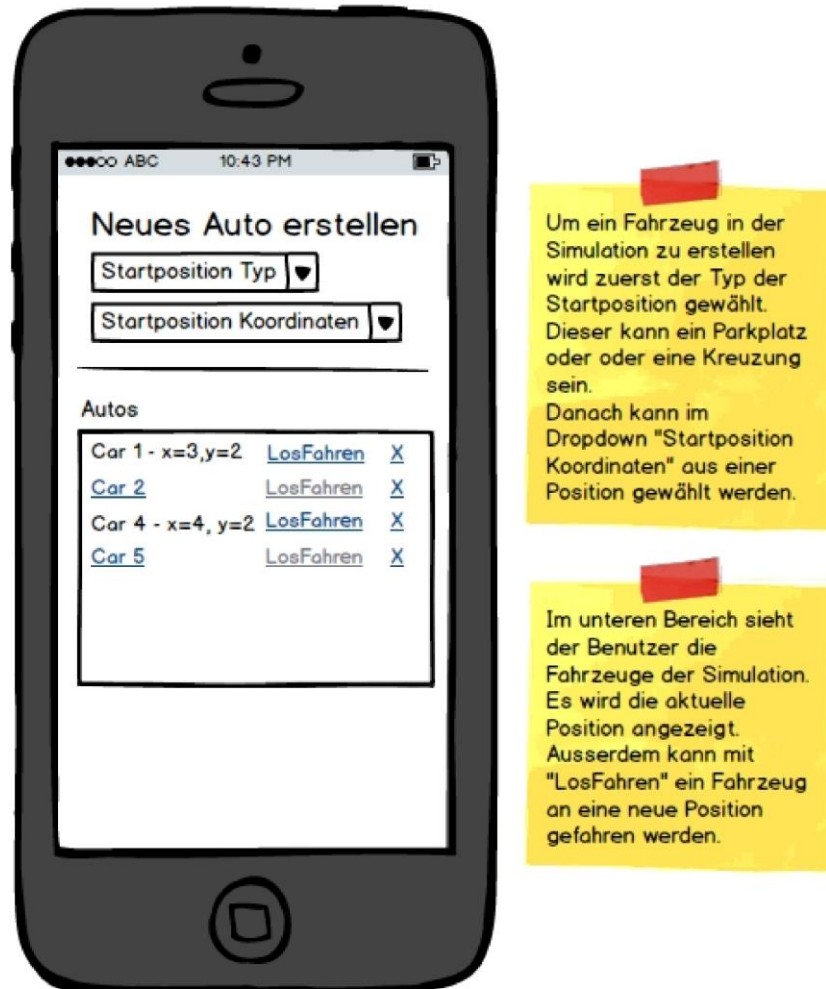 ABC 10:43 PM
Neues Auto erstellen
Startposition Typ
Startposition Koordinaten
Autos
Car 1 - x=3,y=2 LosFahren X
Car 2 LosFahren X
Car 4 - x=4, y=2 LosFahren X
Car 5 LosFahren X
Um ein Fahrzeug in der
Simulation zu erstellen
wird zuerst der Typ der
Startposition gewählt.
Dieser kann ein Parkplatz
oder oder eine Kreuzung
sein.
Danach kann im
Dropdown "Startposition
Koordinaten" aus einer
Position gewählt werden.
Im unteren Bereich sieht
der Benutzer die
Fahrzeuge der Simulation.
Es wird die aktuelle
Position angezeigt.
Ausserdem kann mit
"LosFahren" ein Fahrzeug
an eine neue Position
gefahren werden.